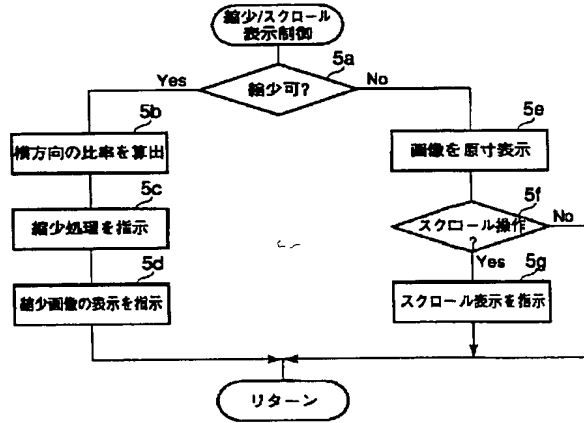 縮少/スクロール
表示制御
5a
縮少可?
Yes
No
5b
横方向の比率を算出
5c
縮少処理を指示
5d
縮少画像の表示を指示
5e
画像を原寸表示
5f
スクロール操作
?
No
Yes
5g
スクロール表示を指示
リターン